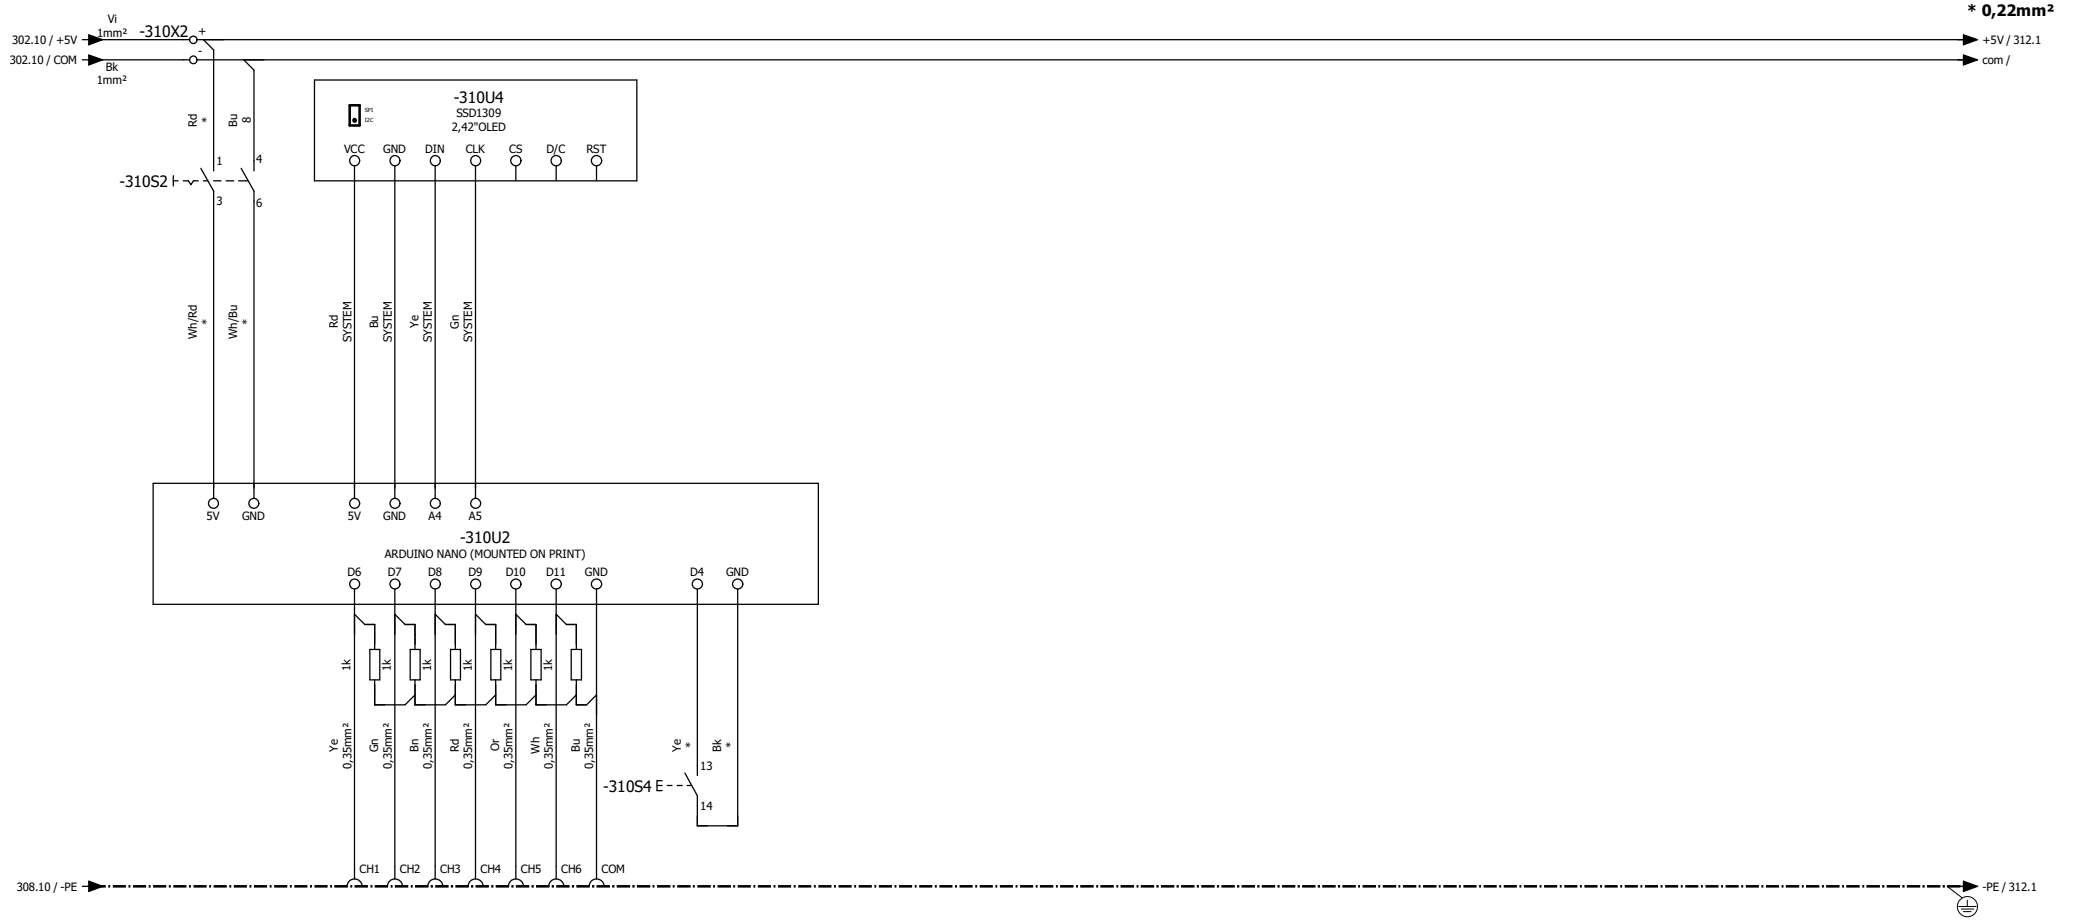 * 0,22mm²
Vi
1mm²
-310X2
+
302.10 / +5V
+5V / 312.1
-
302.10 / COM
com /
Bk
1mm²
-310U4
SSD1309
2,42"OLED
SPI
I2C
VCC GND DIN CLK CS D/C RST
Rd
*
Bu
8
1
4
-310S2
3
6
Wh/Rd
*
Wh/Bu
*
Rd
SYSTEM
Bu
SYSTEM
Ye
SYSTEM
Gn
SYSTEM
5V GND 5V GND A4 A5
-310U2
ARDUINO NANO (MOUNTED ON PRINT)
D6 D7 D8 D9 D10 D11 GND D4 GND
1k 1k 1k 1k 1k 1k
Ye
0,35mm²
Gn
0,35mm²
Bn
0,35mm²
Rd
0,35mm²
Or
0,35mm²
Wh
0,35mm²
Bu
0,35mm²
Ye
*
Bk
*
13
-310S4 E
14
CH1 CH2 CH3 CH4 CH5 CH6 COM
308.10 / -PE
-PE / 312.1